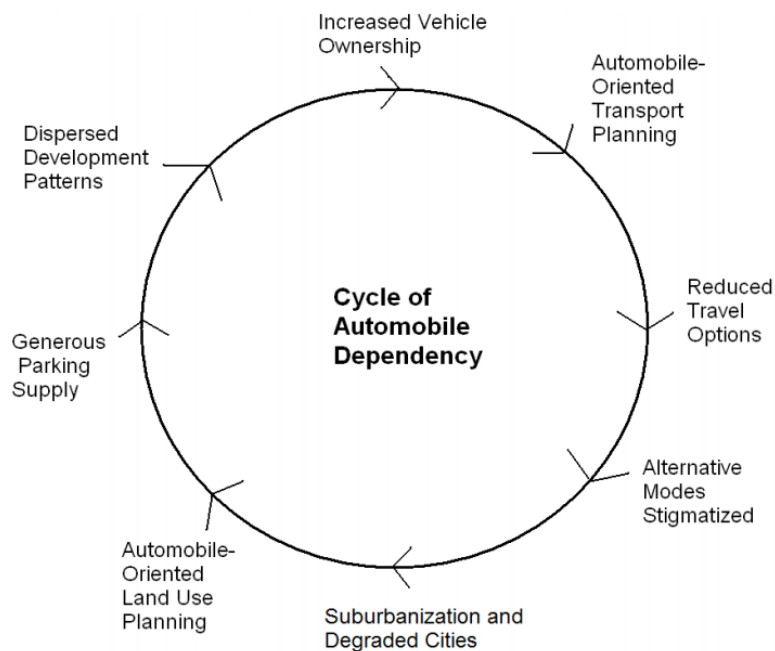 Increased Vehicle
Ownership
Automobile-
Oriented
Transport
Planning
Reduced
Travel
Options
Alternative
Modes
Stigmatized
Suburbanization and
Degraded Cities
Automobile-
Oriented
Land Use
Planning
Generous
Parking
Supply
Dispersed
Development
Patterns
Cycle of
Automobile
Dependency